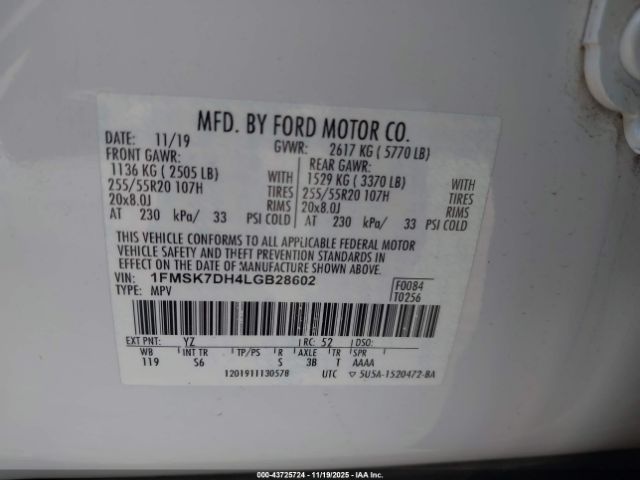 MFD. BY FORD MOTOR CO.
DATE: 11/19 GVWR: 2617 KG ( 5770 LB)
FRONT GAWR: REAR GAWR:
1136 KG ( 2505 LB) WITH 1529 KG ( 3370 LB) WITH
255/55R20 107H TIRES 255/55R20 107H TIRES
20x8.0J RIMS 20x8.0J RIMS
AT 230 kPa/ 33 PSI COLD AT 230 kPa/ 33 PSI COLD
THIS VEHICLE CONFORMS TO ALL APPLICABLE FEDERAL MOTOR
VEHICLE SAFETY AND THEFT PREVENTION STANDARDS IN
EFFECT ON THE DATE OF MANUFACTURE SHOWN ABOVE.
VIN: 1FMSK7DH4LGB28602 F0084
TYPE: MPV T0256
EXT PNT: YZ RC: 52 DSO:
WB INT TR TP/PS R AXLE TR SPR
119 S6 S 3B T AAAA
1201911130578 UTC ▽ 5U5A-1520472-BA
000-43725724 | 11/19/2025 | IAA Inc.